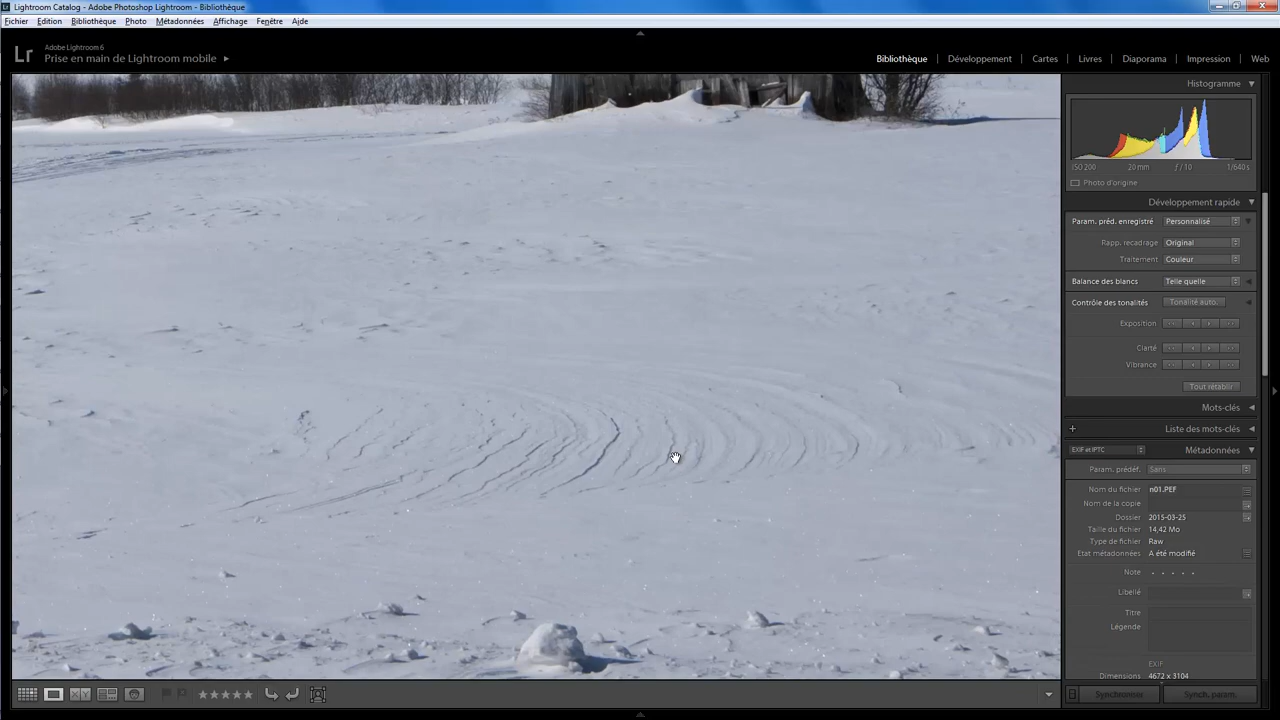 Lightroom Catalog - Adobe Photoshop Lightroom - Bibliothèque
Fichier Edition Bibliothèque Photo Métadonnées Affichage Fenêtre Aide
Lr
Adobe Lightroom 6
Prise en main de Lightroom mobile
Bibliothèque Développement Cartes Livres Diaporama Impression Web
Histogramme
ISO 200 20 mm ƒ / 10 1/640 s
Photo d'origine
Développement rapide
Param. préd. enregistré Personnalisé
Rapp. recadrage Original
Traitement Couleur
Balance des blancs Telle quelle
Contrôle des tonalités Tonalité auto.
Exposition
Clarté
Vibrance
Tout rétablir
Mots-clés
+ Liste des mots-clés
EXIF et IPTC Métadonnées
Param. prédéf. Sans
Nom du fichier n01.PEF
Nom de la copie
Dossier 2015-03-25
Taille du fichier 14,42 Mo
Type de fichier Raw
Etat métadonnées A été modifié
Note
Libellé
Titre
Légende
EXIF
Dimensions 4672 x 3104
XY
Synchroniser Synch. param.